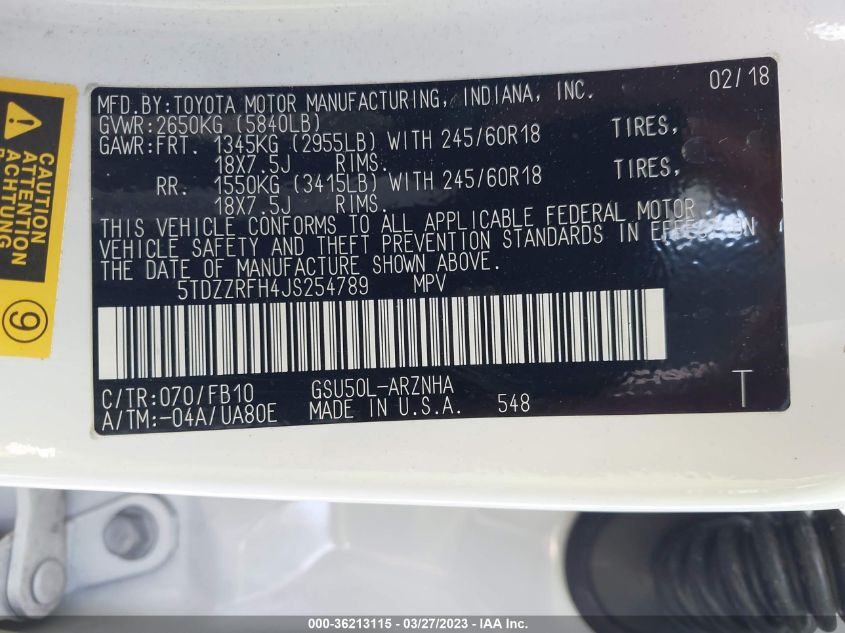 CAUTION
ATTENTION
ACHTUNG
9
MFD.BY:TOYOTA MOTOR MANUFACTURING, INDIANA, INC. 02/18
GVWR:2650KG (5840LB)
GAWR:FRT. 1345KG (2955LB) WITH 245/60R18 TIRES,
18X7.5J RIMS.
RR. 1550KG (3415LB) WITH 245/60R18 TIRES,
18X7.5J RIMS.
THIS VEHICLE CONFORMS TO ALL APPLICABLE FEDERAL MOTOR
VEHICLE SAFETY AND THEFT PREVENTION STANDARDS IN EFFECT ON
THE DATE OF MANUFACTURE SHOWN ABOVE.
5TDZZRFH4JS254789 MPV
C/TR:070/FB10 GSU50L-ARZNHA
A/TM:-04A/UA80E MADE IN U.S.A. 548 T
000-36213115 - 03/27/2023 - IAA Inc.